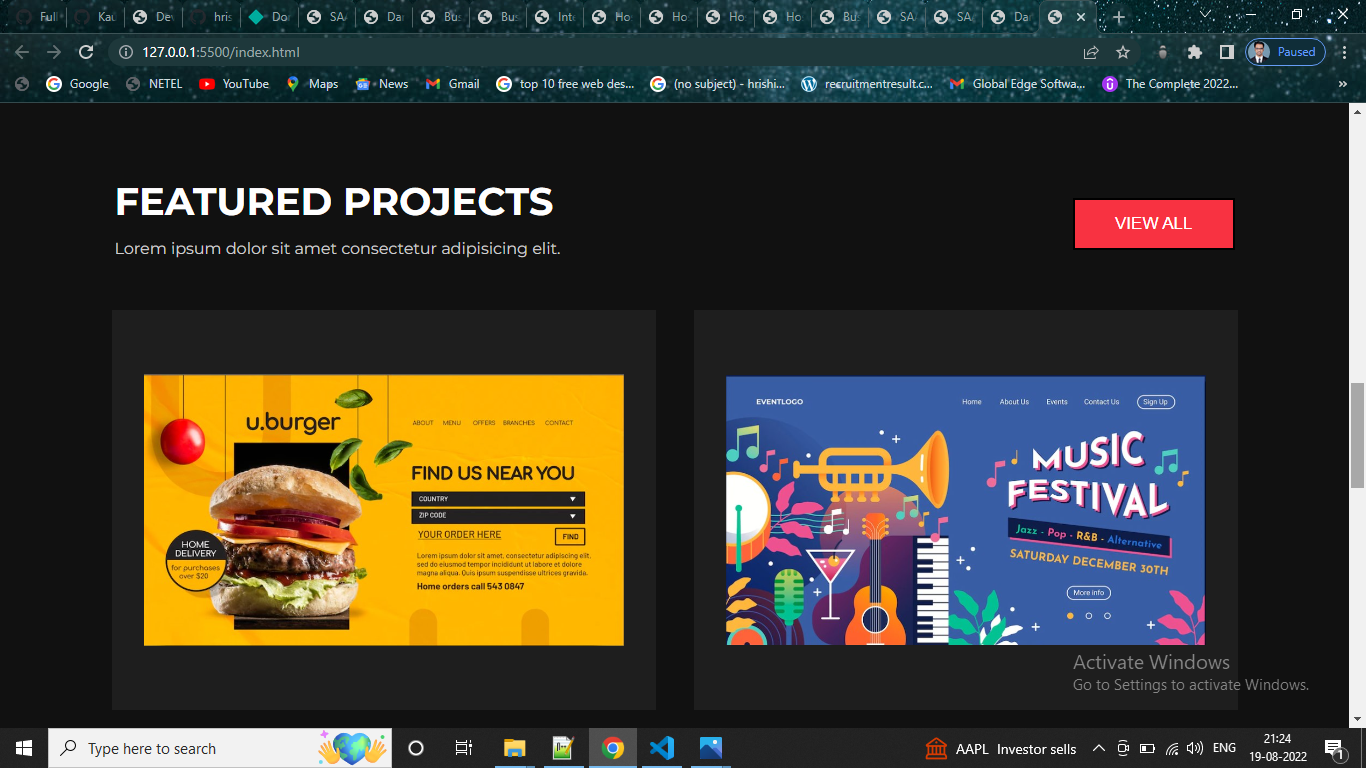 Ful
Kau
Dev
hris
Do
SA
Da
Bus
Bus
Int
Ho
Ho
Ho
Ho
Bus
SA
SA
Da
127.0.0.1:5500/index.html
Paused
Google
NETEL
YouTube
Maps
News
Gmail
top 10 free web des...
(no subject) - hrishi...
recruitmentresult.c...
Global Edge Softwa...
The Complete 2022...
»
FEATURED PROJECTS
Lorem ipsum dolor sit amet consectetur adipisicing elit.
VIEW ALL
u.burger
ABOUT MENU OFFERS BRANCHES CONTACT
FIND US NEAR YOU
COUNTRY
ZIP CODE
YOUR ORDER HERE
FIND
HOME
DELIVERY
for purchases
over $20
Lorem ipsum dolor sit amet, consectetur adipiscing elit,
sed do eiusmod tempor incididunt ut labore et dolore
magna aliqua. Quis ipsum suspendisse ultrices gravida.
Home orders call 543 0847
EVENTLOGO
Home About Us Events Contact Us Sign Up
MUSIC
FESTIVAL
Jazz - Pop - R&B - Alternative
SATURDAY DECEMBER 30TH
More info
Activate Windows
Go to Settings to activate Windows.
Type here to search
AAPL Investor sells
ENG
21:24
19-08-2022
1